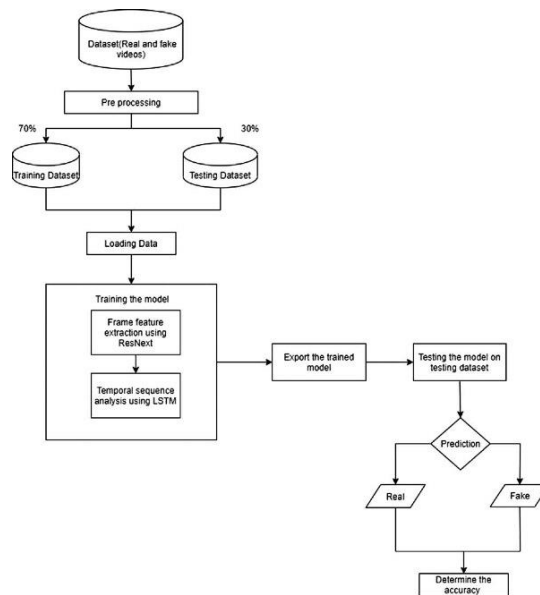 Dataset(Real and fake
videos)
Pre processing
70%
30%
Training Dataset
Testing Dataset
Loading Data
Training the model
Frame feature
extraction using
ResNext
Temporal sequence
analysis using LSTM
Export the trained
model
Testing the model on
testing dataset
Prediction
Real
Fake
Determine the
accuracy